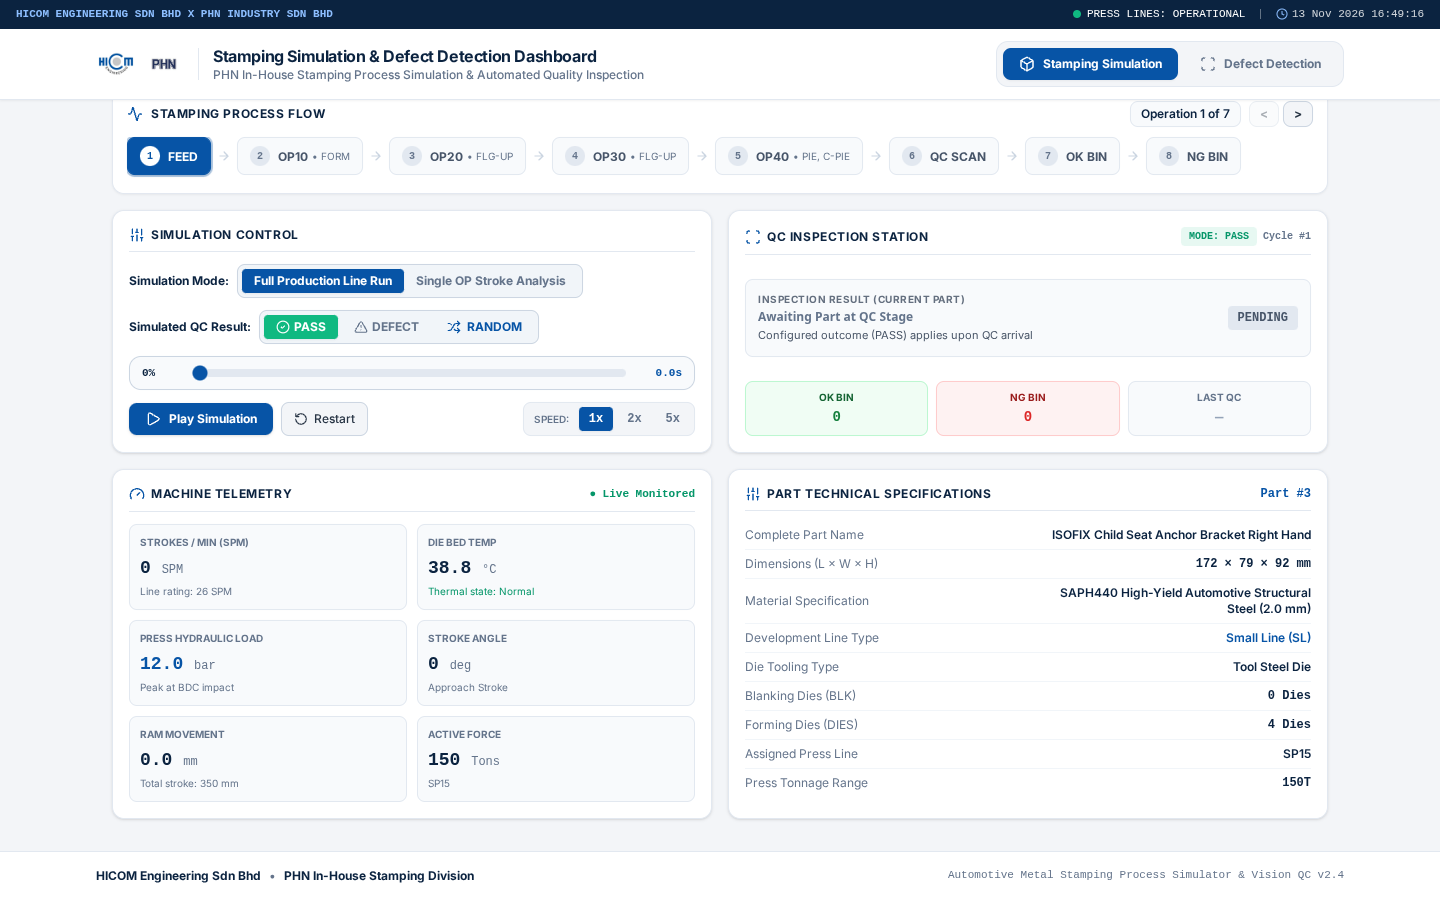 HICOM ENGINEERING SDN BHD X PHN INDUSTRY SDN BHD
PRESS LINES: OPERATIONAL | 13 Nov 2026 16:49:16
HICOM
PHN
Stamping Simulation & Defect Detection Dashboard
PHN In-House Stamping Process Simulation & Automated Quality Inspection
Stamping Simulation
Defect Detection
STAMPING PROCESS FLOW
Operation 1 of 7 < >
1 FEED → 2 OP10 • FORM → 3 OP20 • FLG-UP → 4 OP30 • FLG-UP → 5 OP40 • PIE, C-PIE → 6 QC SCAN → 7 OK BIN → 8 NG BIN
SIMULATION CONTROL
Simulation Mode: Full Production Line Run Single OP Stroke Analysis
Simulated QC Result: PASS DEFECT RANDOM
0% 0.0s
Play Simulation Restart SPEED: 1x 2x 5x
QC INSPECTION STATION
MODE: PASS Cycle #1
INSPECTION RESULT (CURRENT PART)
Awaiting Part at QC Stage
Configured outcome (PASS) applies upon QC arrival
PENDING
OK BIN
0
NG BIN
0
LAST QC
—
MACHINE TELEMETRY
● Live Monitored
STROKES / MIN (SPM)
0 SPM
Line rating: 26 SPM
DIE BED TEMP
38.8 °C
Thermal state: Normal
PRESS HYDRAULIC LOAD
12.0 bar
Peak at BDC impact
STROKE ANGLE
0 deg
Approach Stroke
RAM MOVEMENT
0.0 mm
Total stroke: 350 mm
ACTIVE FORCE
150 Tons
SP15
PART TECHNICAL SPECIFICATIONS
Part #3
Complete Part Name ISOFIX Child Seat Anchor Bracket Right Hand
Dimensions (L × W × H) 172 × 79 × 92 mm
Material Specification SAPH440 High-Yield Automotive Structural
Steel (2.0 mm)
Development Line Type Small Line (SL)
Die Tooling Type Tool Steel Die
Blanking Dies (BLK) 0 Dies
Forming Dies (DIES) 4 Dies
Assigned Press Line SP15
Press Tonnage Range 150T
HICOM Engineering Sdn Bhd • PHN In-House Stamping Division
Automotive Metal Stamping Process Simulator & Vision QC v2.4